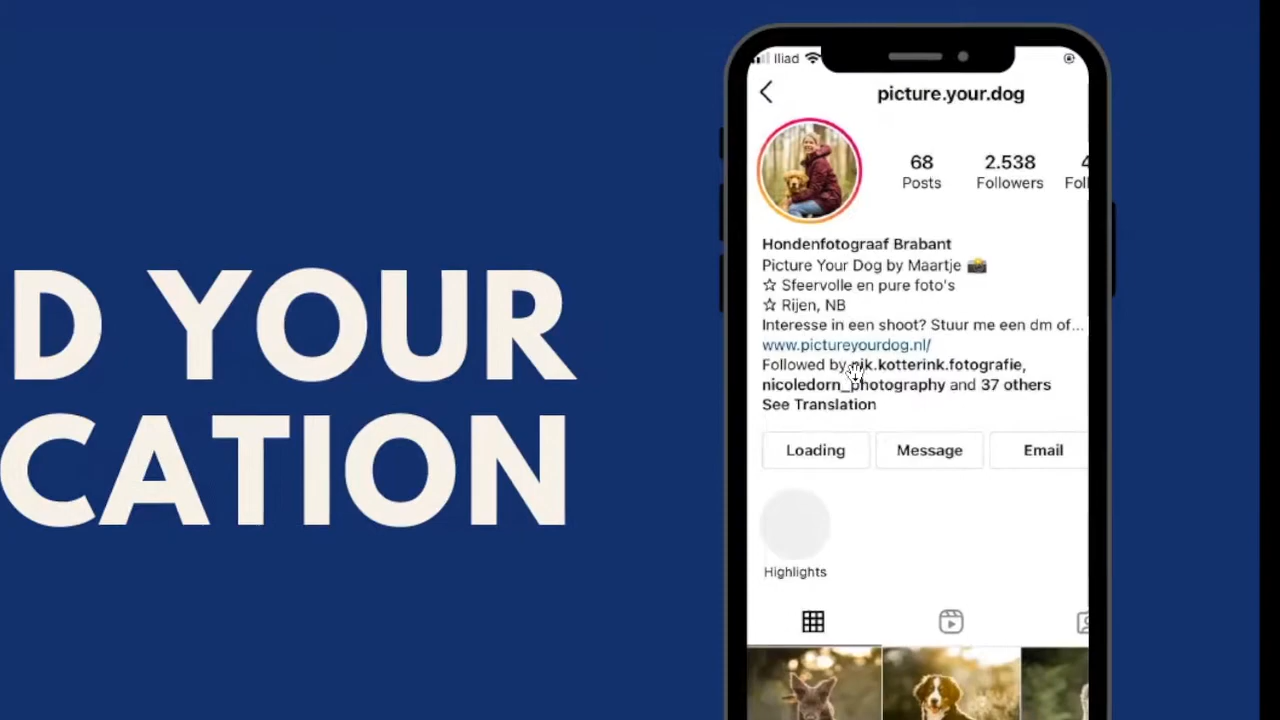 D YOUR
CATION
Iliad
picture.your.dog
68
Posts
2.538
Followers
Foll
Hondenfotograaf Brabant
Picture Your Dog by Maartje 📸
☆ Sfeervolle en pure foto's
☆ Rijen, NB
Interesse in een shoot? Stuur me een dm of...
www.pictureyourdog.nl/
Followed by kotterink.fotografie,
nicoledorn_photography and 37 others
See Translation
Loading
Message
Email
Highlights